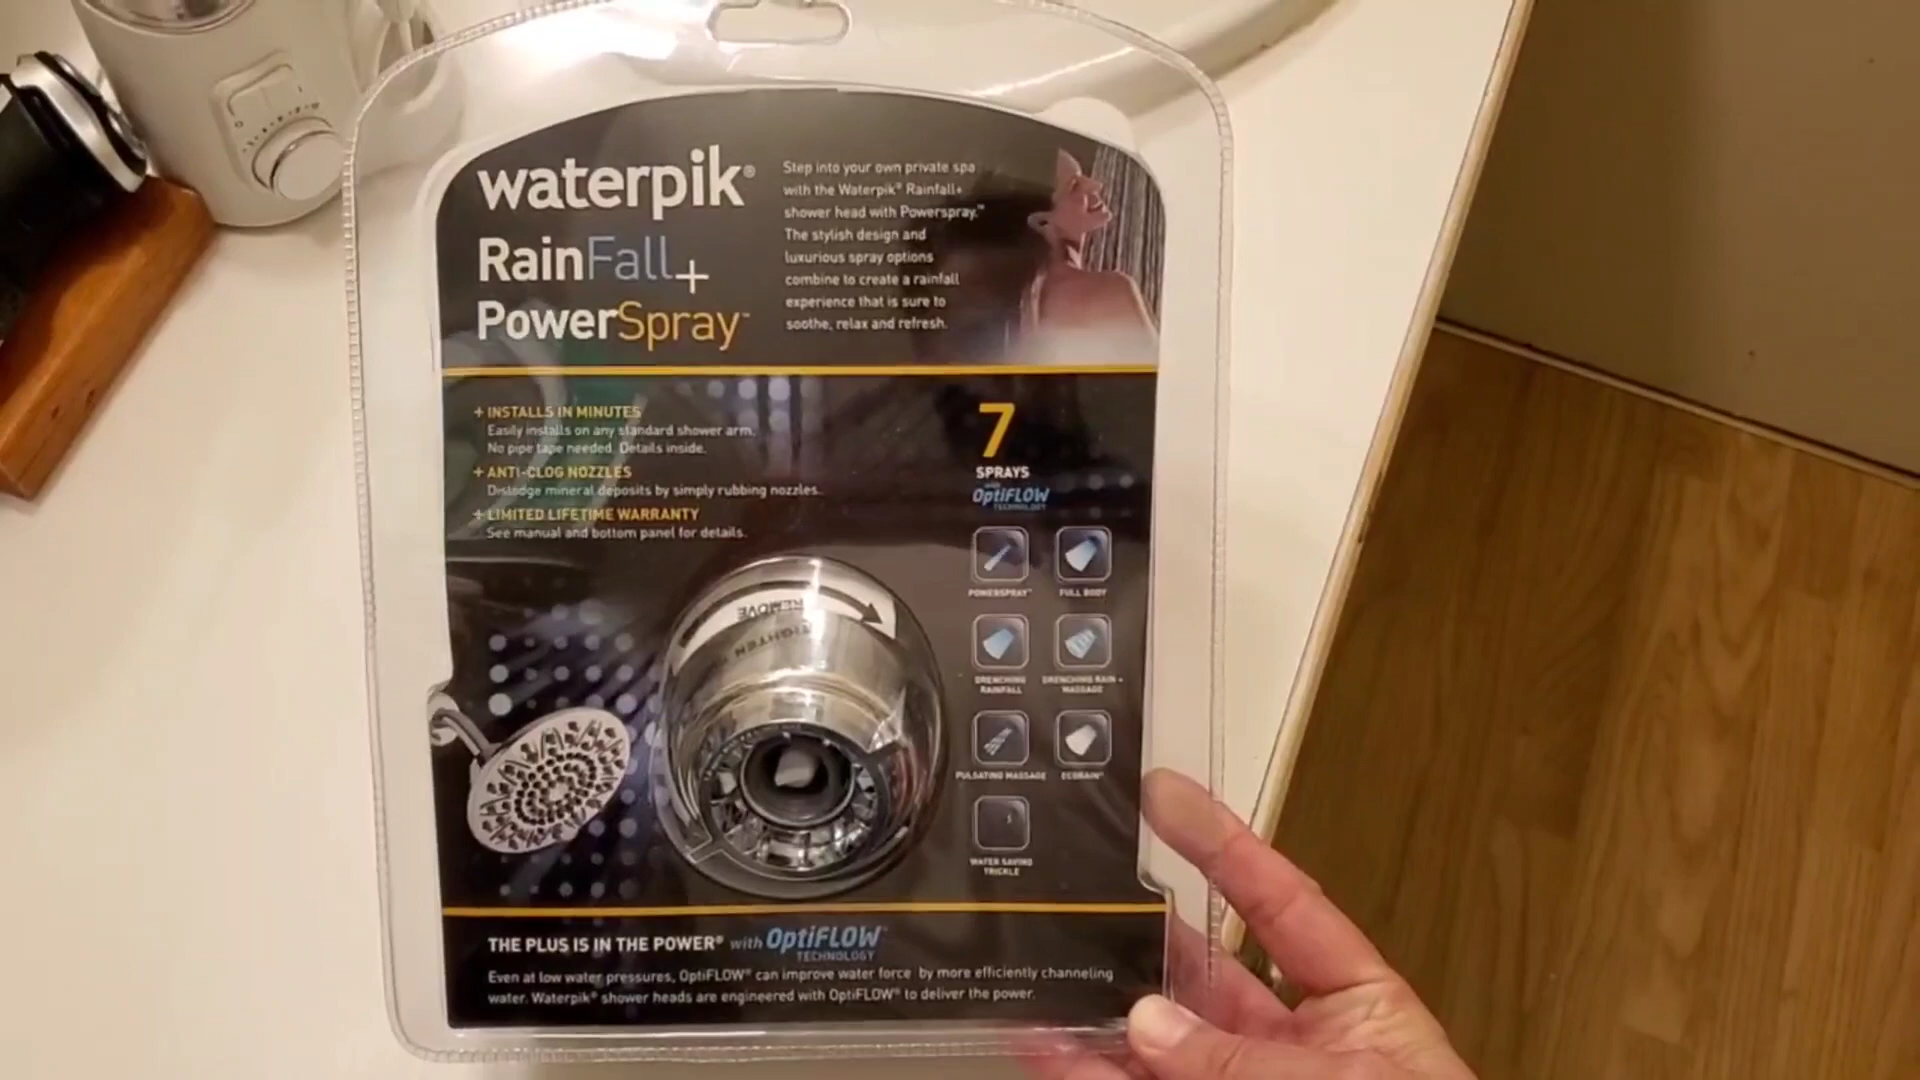 waterpik®
RainFall+
PowerSpray™
Step into your own private spa
with the Waterpik® Rainfall+
shower head with Powerspray.™
The stylish design and
luxurious spray options
combine to create a rainfall
experience that is sure to
soothe, relax and refresh.
+ INSTALLS IN MINUTES
Easily installs on any standard shower arm.
No pipe tape needed. Details inside.
+ ANTI-CLOG NOZZLES
Dislodge mineral deposits by simply rubbing nozzles.
+ LIMITED LIFETIME WARRANTY
See manual and bottom panel for details.
7
SPRAYS
with
OptiFLOW
TECHNOLOGY
POWERSPRAY™
FULL BODY
DRENCHING
RAINFALL
DRENCHING RAIN +
MASSAGE
PULSATING MASSAGE
ECORAIN®
WATER SAVING
TRICKLE
REMOVE
TIGHTEN
THE PLUS IS IN THE POWER® with OptiFLOW™
TECHNOLOGY
Even at low water pressures, OptiFLOW® can improve water force by more efficiently channeling
water. Waterpik® shower heads are engineered with OptiFLOW® to deliver the power.